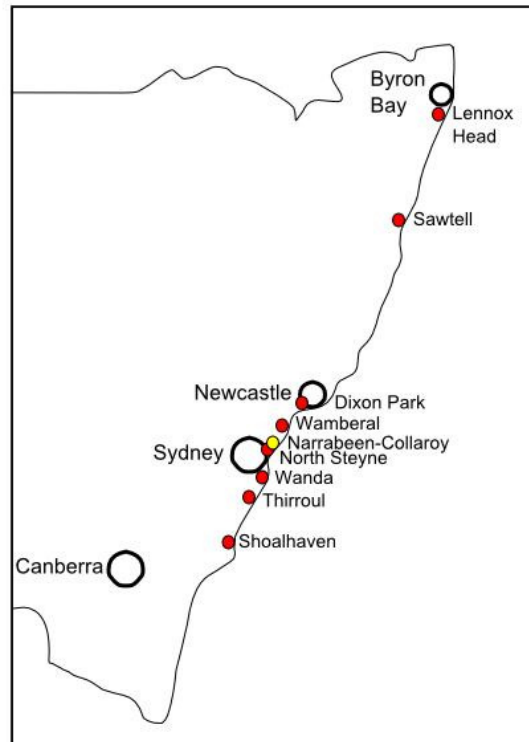 Byron
Bay
Lennox
Head
Sawtell
Newcastle
Dixon Park
Wamberal
Narrabeen-Collaroy
Sydney
North Steyne
Wanda
Thirroul
Shoalhaven
Canberra